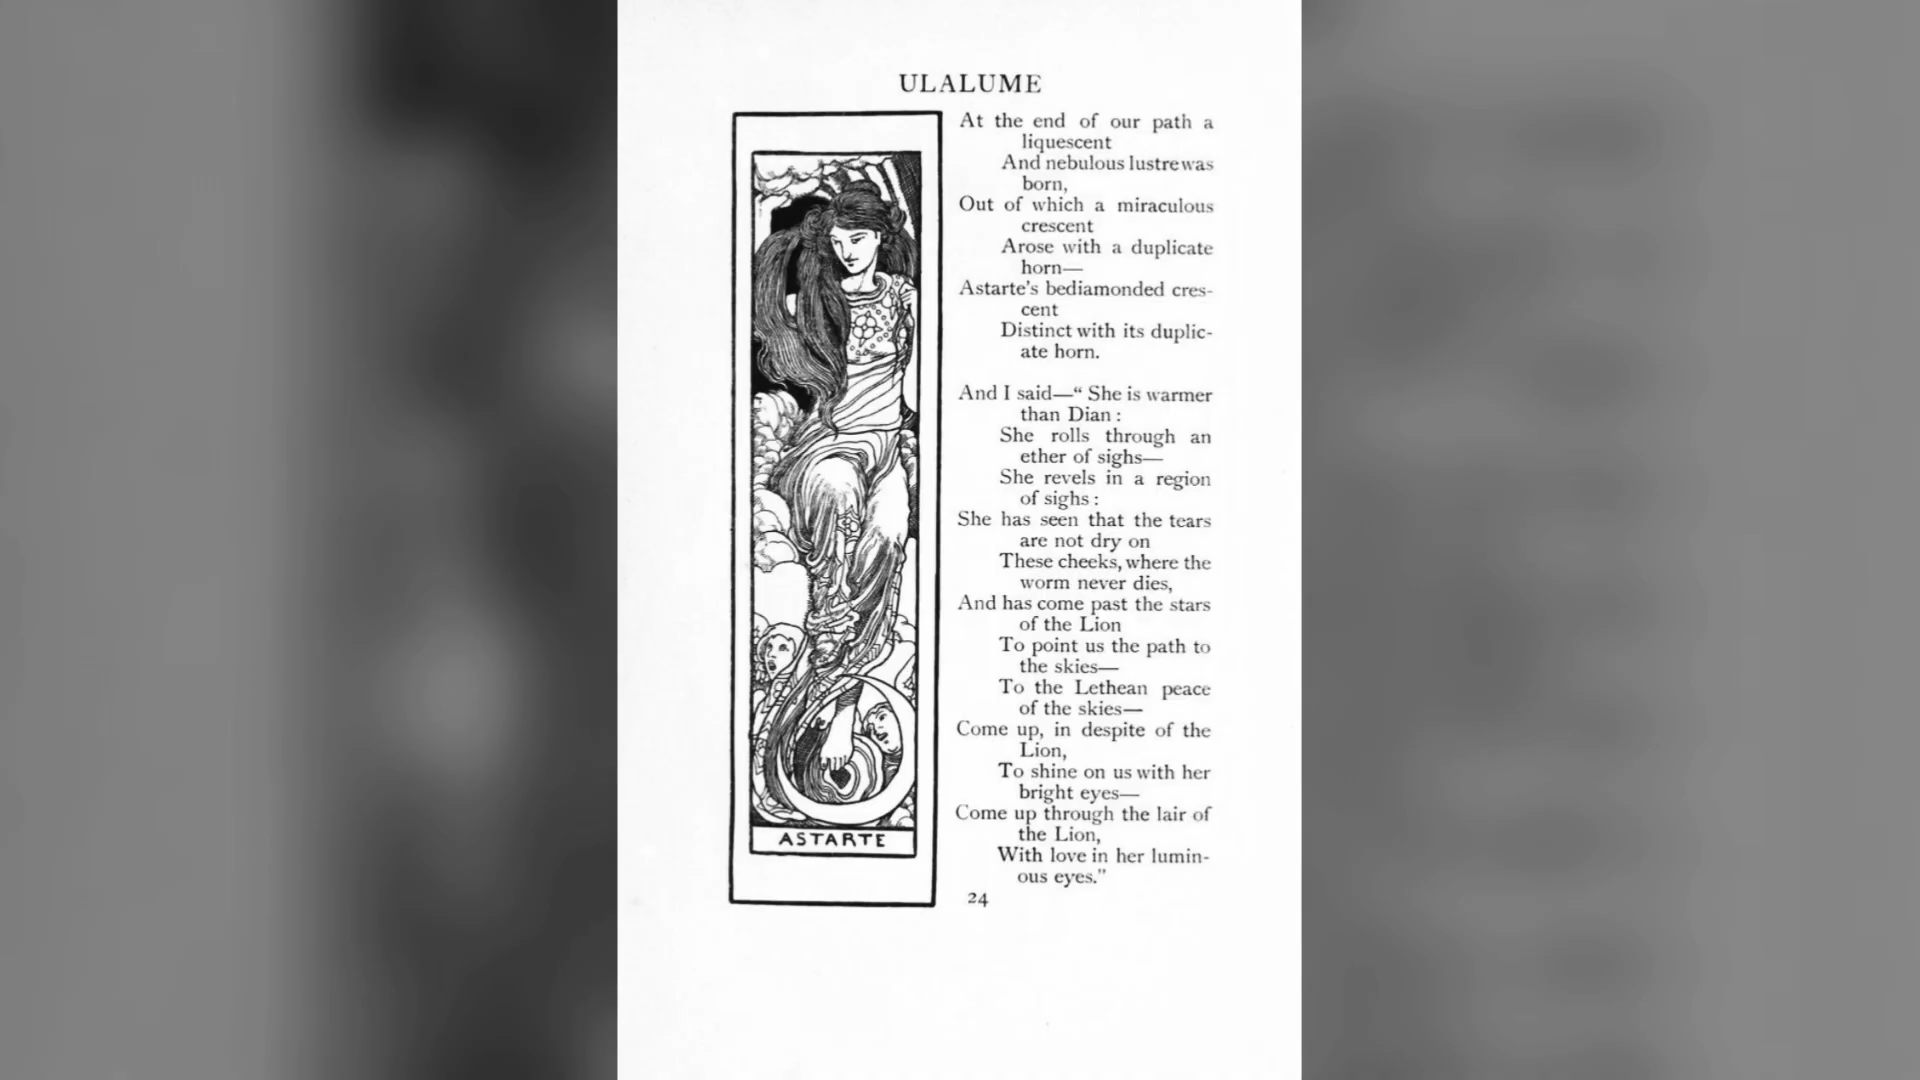 ULALUME
At the end of our path a
liquescent
And nebulous lustre was
born,
Out of which a miraculous
crescent
Arose with a duplicate
horn—
Astarte's bediamonded cres-
cent
Distinct with its duplic-
ate horn.
And I said—“ She is warmer
than Dian :
She rolls through an
ether of sighs—
She revels in a region
of sighs :
She has seen that the tears
are not dry on
These cheeks, where the
worm never dies,
And has come past the stars
of the Lion
To point us the path to
the skies—
To the Lethean peace
of the skies—
Come up, in despite of the
Lion,
To shine on us with her
bright eyes—
Come up through the lair of
the Lion,
With love in her lumin-
ous eyes.”
ASTARTE
24